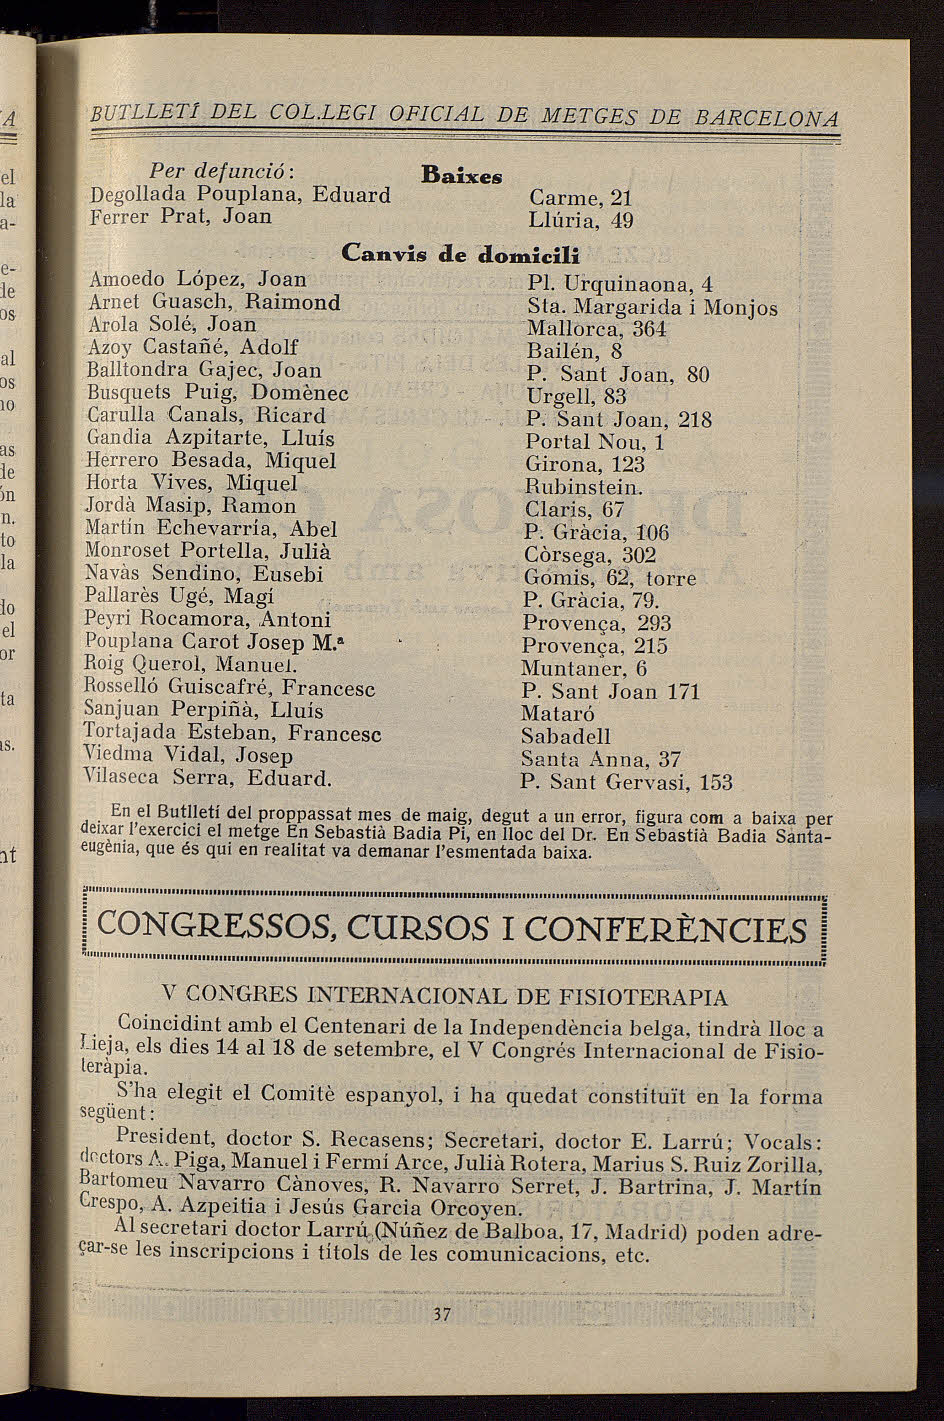 BUTLLETÍ DEL COL.LEGI OFICIAL DE METGES DE BARCELONA
Baixes
Per defunció:
Degollada Pouplana, Eduard Carme, 21
Ferrer Prat, Joan Llúria, 49
Canvis de domicili
Amoedo López, Joan Pl. Urquinaona, 4
Arnet Guasch, Raimond Sta. Margarida i Monjos
Arola Solé, Joan Mallorca, 364
Azoy Castañé, Adolf Bailén, 8
Balltondra Gajec, Joan P. Sant Joan, 80
Busquets Puig, Domènec Urgell, 83
Carulla Canals, Ricard P. Sant Joan, 218
Gandia Azpitarte, Lluís Portal Nou, 1
Herrero Besada, Miquel Girona, 123
Horta Vives, Miquel Rubinstein.
Jordà Masip, Ramon Claris, 67
Martín Echevarría, Abel P. Gràcia, 106
Monroset Portella, Julià Còrsega, 302
Navàs Sendino, Eusebi Gomis, 62, torre
Pallarès Ugé, Magí P. Gràcia, 79.
Peyri Rocamora, Antoni Provença, 293
Pouplana Carot Josep M.ª Provença, 215
Roig Querol, Manuel. Muntaner, 6
Rosselló Guiscafré, Francesc P. Sant Joan 171
Sanjuan Perpiñà, Lluís Mataró
Tortajada Esteban, Francesc Sabadell
Viedma Vidal, Josep Santa Anna, 37
Vilaseca Serra, Eduard. P. Sant Gervasi, 153
En el Butlletí del proppassat mes de maig, degut a un error, figura com a baixa per
deixar l'exercici el metge En Sebastià Badia Pi, en lloc del Dr. En Sebastià Badia Santa-
eugènia, que és qui en realitat va demanar l'esmentada baixa.
CONGRESSOS, CURSOS I CONFERÈNCIES
V CONGRES INTERNACIONAL DE FISIOTERAPIA
Coincidint amb el Centenari de la Independència belga, tindrà lloc a
Lieja, els dies 14 al 18 de setembre, el V Congrés Internacional de Fisio-
teràpia.
S'ha elegit el Comitè espanyol, i ha quedat constituït en la forma
següent:
President, doctor S. Recasens; Secretari, doctor E. Larrú; Vocals:
doctors A. Piga, Manuel i Fermí Arce, Julià Rotera, Marius S. Ruiz Zorilla,
Bartomeu Navarro Cànoves, R. Navarro Serret, J. Bartrina, J. Martín
Crespo, A. Azpeitia i Jesús Garcia Orcoyen.
Al secretari doctor Larrú (Núñez de Balboa, 17, Madrid) poden adre-
çar-se les inscripcions i títols de les comunicacions, etc.
37